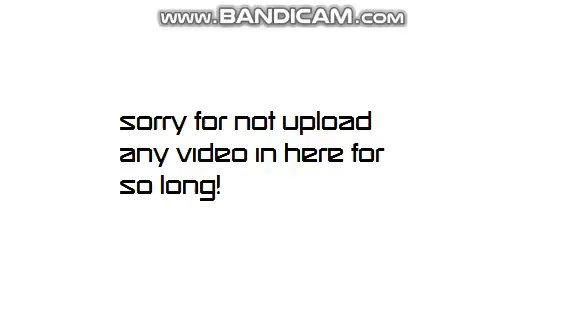 www.BANDICAM.com
sorry for not upload
any video in here for
so long!